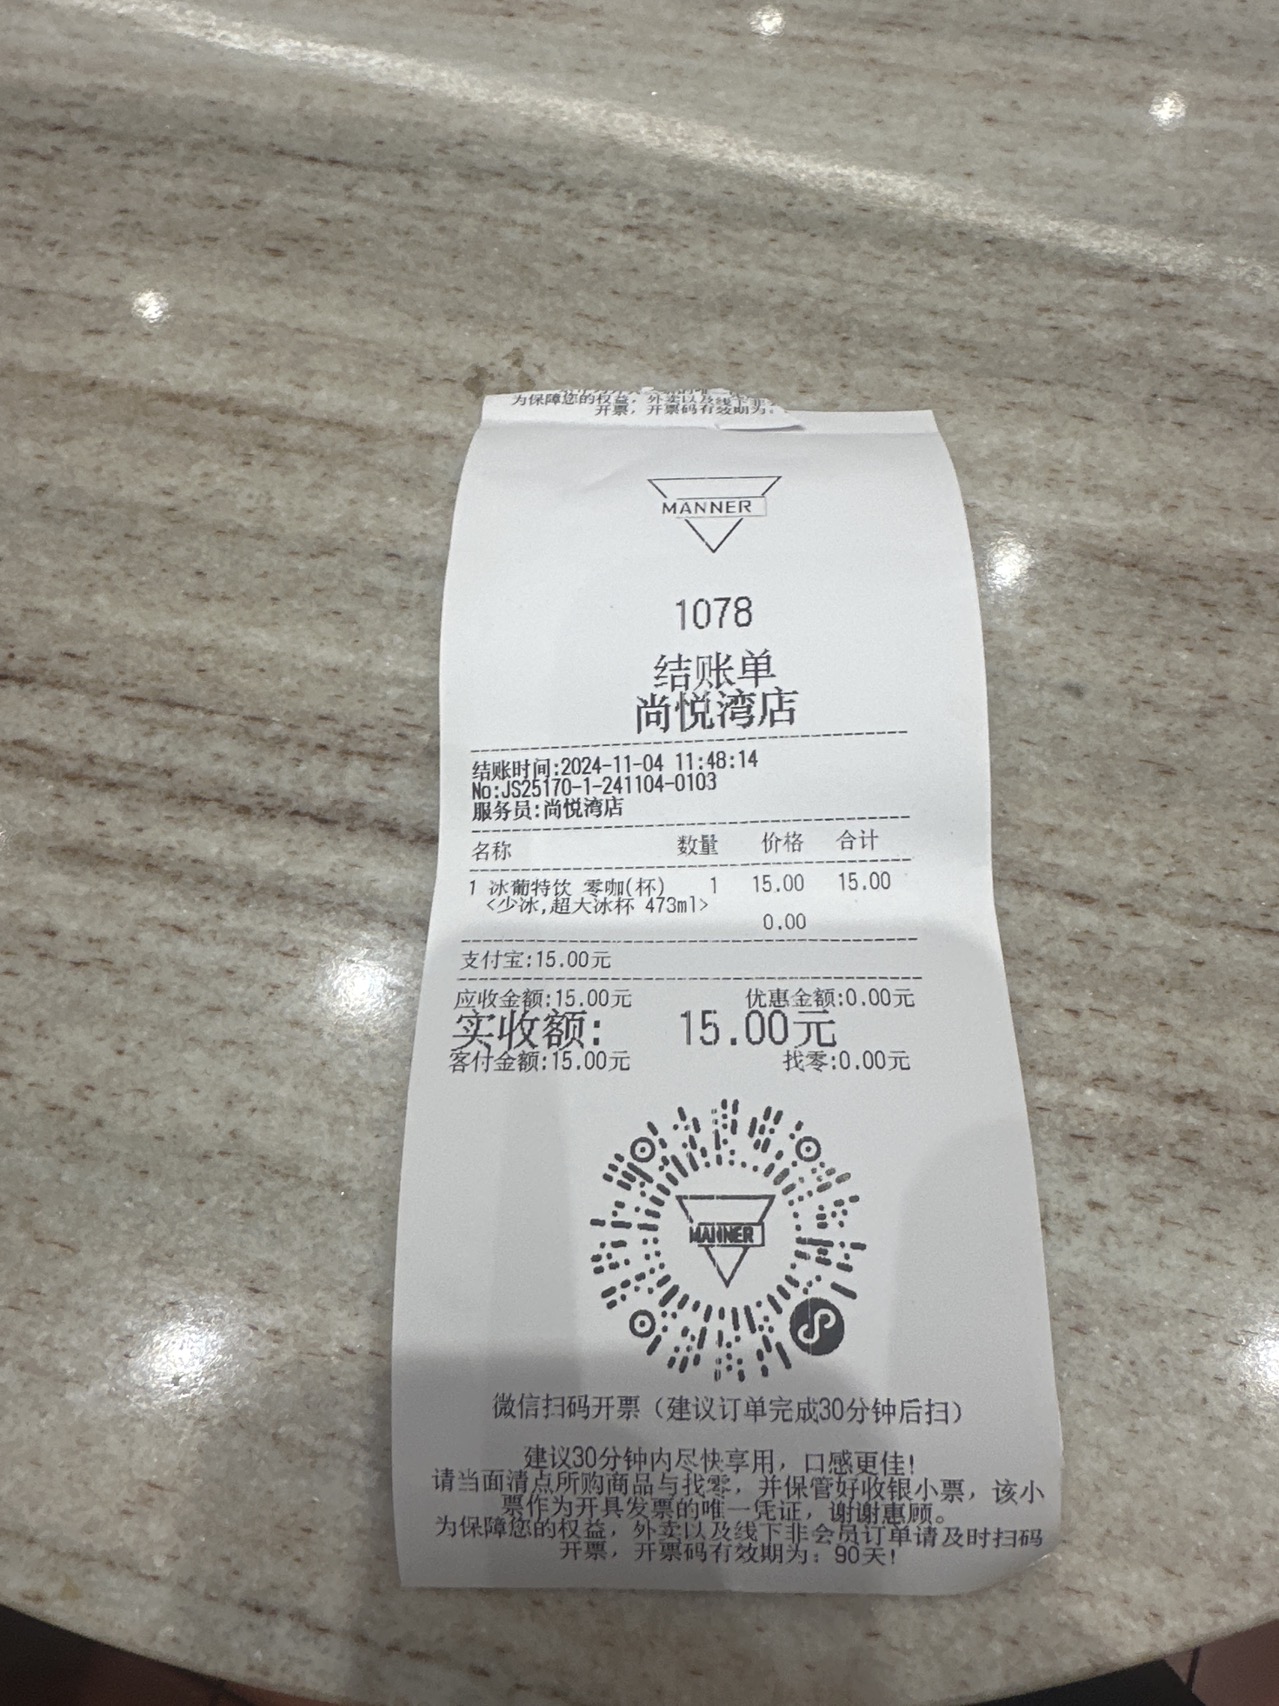 为保障您的权益，外卖以及线下非
开票，开票码有效期为：
MANNER
1078
结账单
尚悦湾店
结账时间:2024-11-04 11:48:14
No:JS25170-1-241104-0103
服务员:尚悦湾店
名称 数量 价格 合计
1 冰葡特饮 零咖(杯) 1 15.00 15.00
<少冰,超大冰杯 473ml>
0.00
支付宝:15.00元
应收金额:15.00元 优惠金额:0.00元
实收额: 15.00元
客付金额:15.00元 找零:0.00元
MANNER
微信扫码开票（建议订单完成30分钟后扫）
建议30分钟内尽快享用，口感更佳！
请当面清点所购商品与找零，并保管好收银小票，该小
票作为开具发票的唯一凭证，谢谢惠顾。
为保障您的权益，外卖以及线下非会员订单请及时扫码
开票，开票码有效期为：90天！